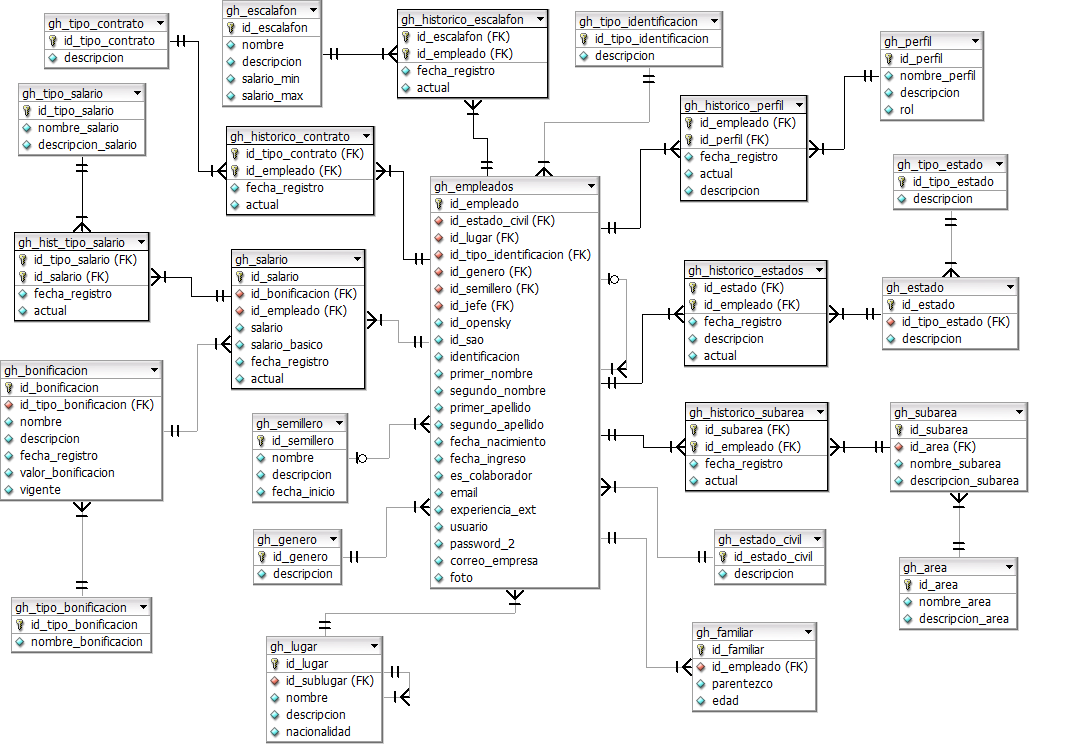 gh_tipo_contrato
id_tipo_contrato
descripcion
gh_escalafon
id_escalafon
nombre
descripcion
salario_min
salario_max
gh_historico_escalafon
id_escalafon (FK)
id_empleado (FK)
fecha_registro
actual
gh_tipo_identificacion
id_tipo_identificacion
descripcion
gh_perfil
id_perfil
nombre_perfil
descripcion
rol
gh_tipo_salario
id_tipo_salario
nombre_salario
descripcion_salario
gh_historico_contrato
id_tipo_contrato (FK)
id_empleado (FK)
fecha_registro
actual
gh_historico_perfil
id_empleado (FK)
id_perfil (FK)
fecha_registro
actual
descripcion
gh_tipo_estado
id_tipo_estado
descripcion
gh_empleados
id_empleado
id_estado_civil (FK)
id_lugar (FK)
id_tipo_identificacion (FK)
id_genero (FK)
id_semillero (FK)
id_jefe (FK)
id_opensky
id_sao
identificacion
primer_nombre
segundo_nombre
primer_apellido
segundo_apellido
fecha_nacimiento
fecha_ingreso
es_colaborador
email
experiencia_ext
usuario
password_2
correo_empresa
foto
gh_hist_tipo_salario
id_tipo_salario (FK)
id_salario (FK)
fecha_registro
actual
gh_salario
id_salario
id_bonificacion (FK)
id_empleado (FK)
salario
salario_basico
fecha_registro
actual
gh_historico_estados
id_estado (FK)
id_empleado (FK)
fecha_registro
descripcion
actual
gh_estado
id_estado
id_tipo_estado (FK)
descripcion
gh_bonificacion
id_bonificacion
id_tipo_bonificacion (FK)
nombre
descripcion
fecha_registro
valor_bonificacion
vigente
gh_semillero
id_semillero
nombre
descripcion
fecha_inicio
gh_historico_subarea
id_subarea (FK)
id_empleado (FK)
fecha_registro
actual
gh_subarea
id_subarea
id_area (FK)
nombre_subarea
descripcion_subarea
gh_genero
id_genero
descripcion
gh_estado_civil
id_estado_civil
descripcion
gh_area
id_area
nombre_area
descripcion_area
gh_tipo_bonificacion
id_tipo_bonificacion
nombre_bonificacion
gh_lugar
id_lugar
id_sublugar (FK)
nombre
descripcion
nacionalidad
gh_familiar
id_familiar
id_empleado (FK)
parentezco
edad